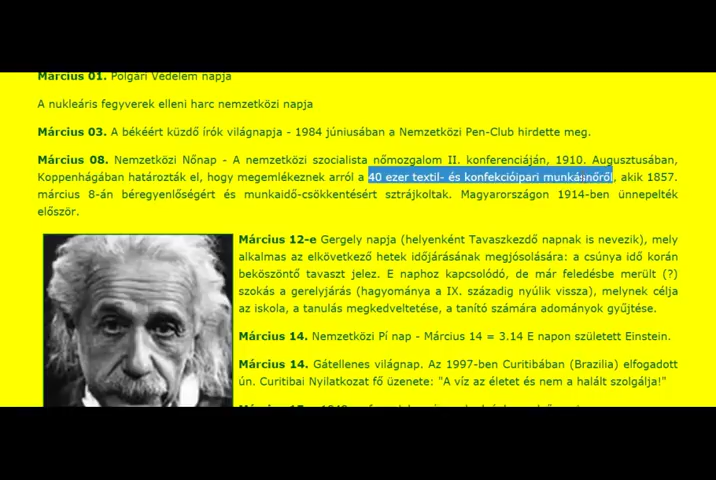 Március 01. Polgári Védelem napja
A nukleáris fegyverek elleni harc nemzetközi napja
Március 03. A békéért küzdő írók világnapja - 1984 júniusában a Nemzetközi Pen-Club hirdette meg.
Március 08. Nemzetközi Nőnap - A nemzetközi szocialista nőmozgalom II. konferenciáján, 1910. Augusztusában,
Koppenhágában határozták el, hogy megemlékeznek arról a 40 ezer textil- és konfekcióipari munkásnőről, akik 1857.
március 8-án béregyenlőségért és munkaidő-csökkentésért sztrájkoltak. Magyarországon 1914-ben ünnepelték
először.
Március 12-e Gergely napja (helyenként Tavaszkezdő napnak is nevezik), mely
alkalmas az elkövetkező hetek időjárásának megjósolására: a csúnya idő korán
beköszöntő tavaszt jelez. E naphoz kapcsolódó, de már feledésbe merült (?)
szokás a gerelyjárás (hagyománya a IX. századig nyúlik vissza), melynek célja
az iskola, a tanulás megkedveltetése, a tanító számára adományok gyűjtése.
Március 14. Nemzetközi Pí nap - Március 14 = 3.14 E napon született Einstein.
Március 14. Gátellenes világnap. Az 1997-ben Curitibában (Brazilia) elfogadott
ún. Curitibai Nyilatkozat fő üzenete: "A víz az életet és nem a halált szolgálja!"